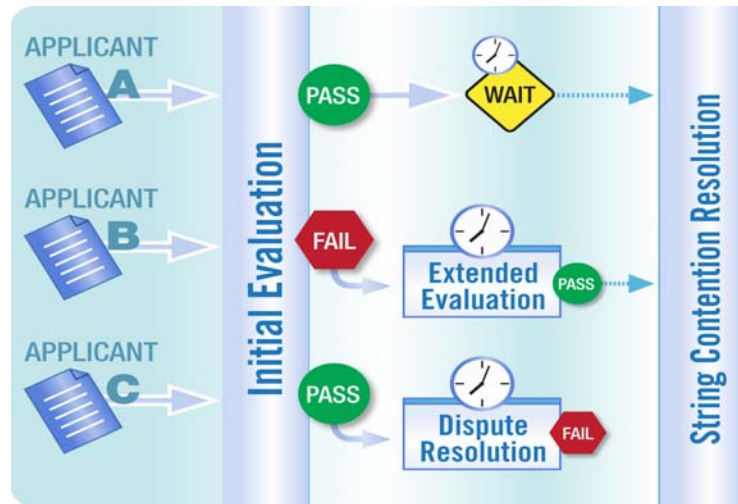 APPLICANT
A
PASS
WAIT
APPLICANT
B
FAIL
Extended
Evaluation
PASS
APPLICANT
C
PASS
Dispute
Resolution
FAIL
Initial Evaluation
String Contention Resolution